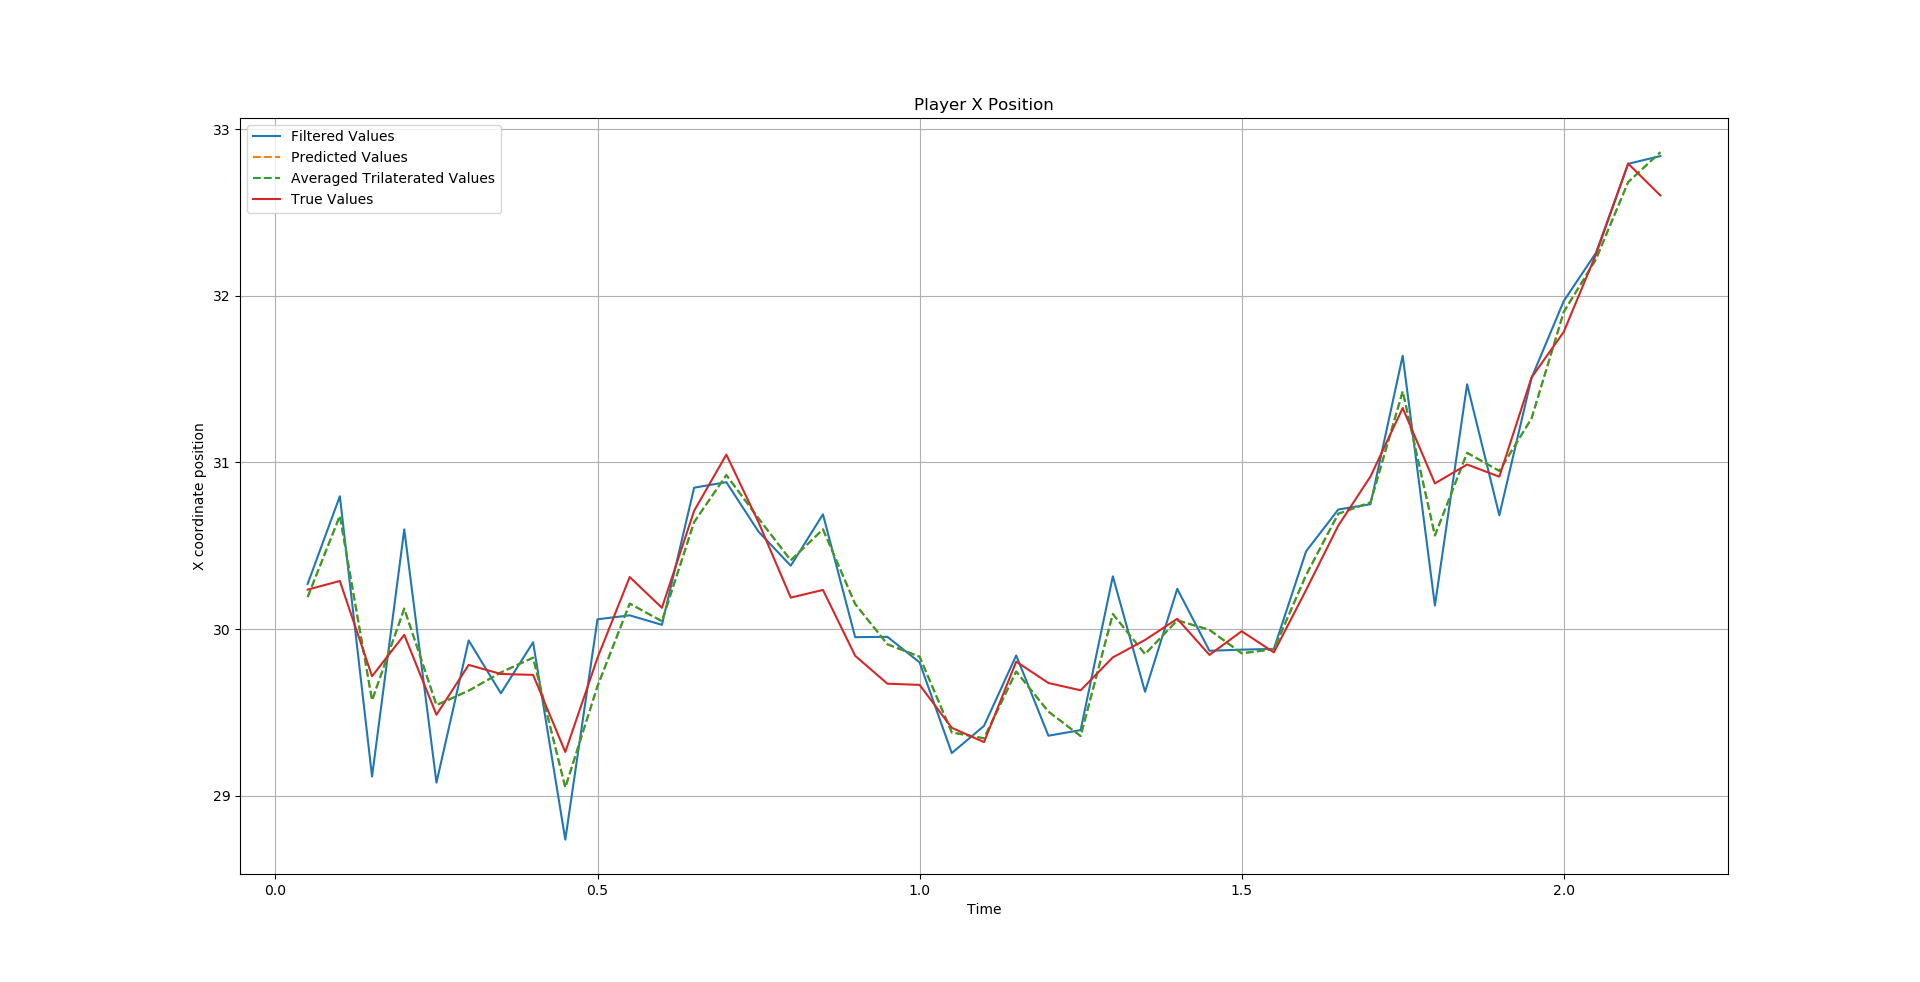 Player X Position
33
32
31
30
29
X coordinate position
Filtered Values
Predicted Values
Averaged Trilaterated Values
True Values
0.0 0.5 1.0 1.5 2.0
Time